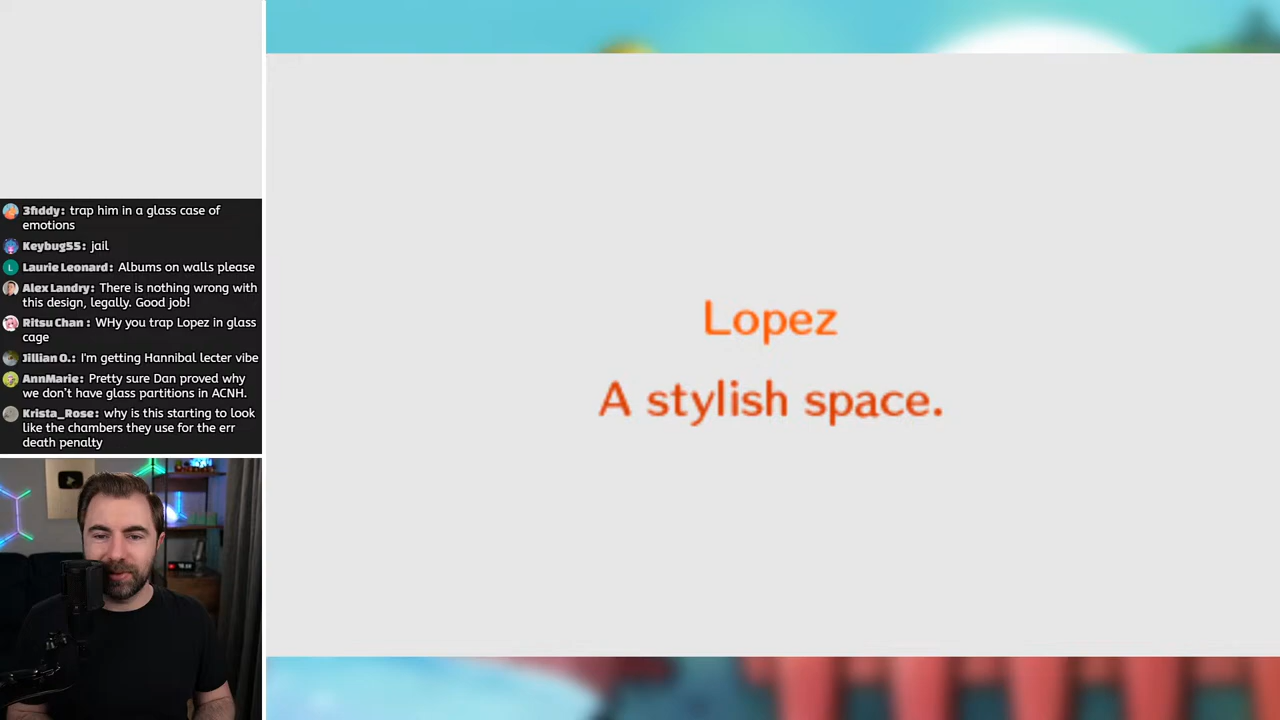 3fiddy: trap him in a glass case of
emotions
Keybug55: jail
Laurie Leonard: Albums on walls please
Alex Landry: There is nothing wrong with
this design, legally. Good job!
Ritsu Chan : WHy you trap Lopez in glass
cage
Jillian O.: I'm getting Hannibal lecter vibe
AnnMarie: Pretty sure Dan proved why
we don't have glass partitions in ACNH.
Krista_Rose: why is this starting to look
like the chambers they use for the err
death penalty
Lopez
A stylish space.